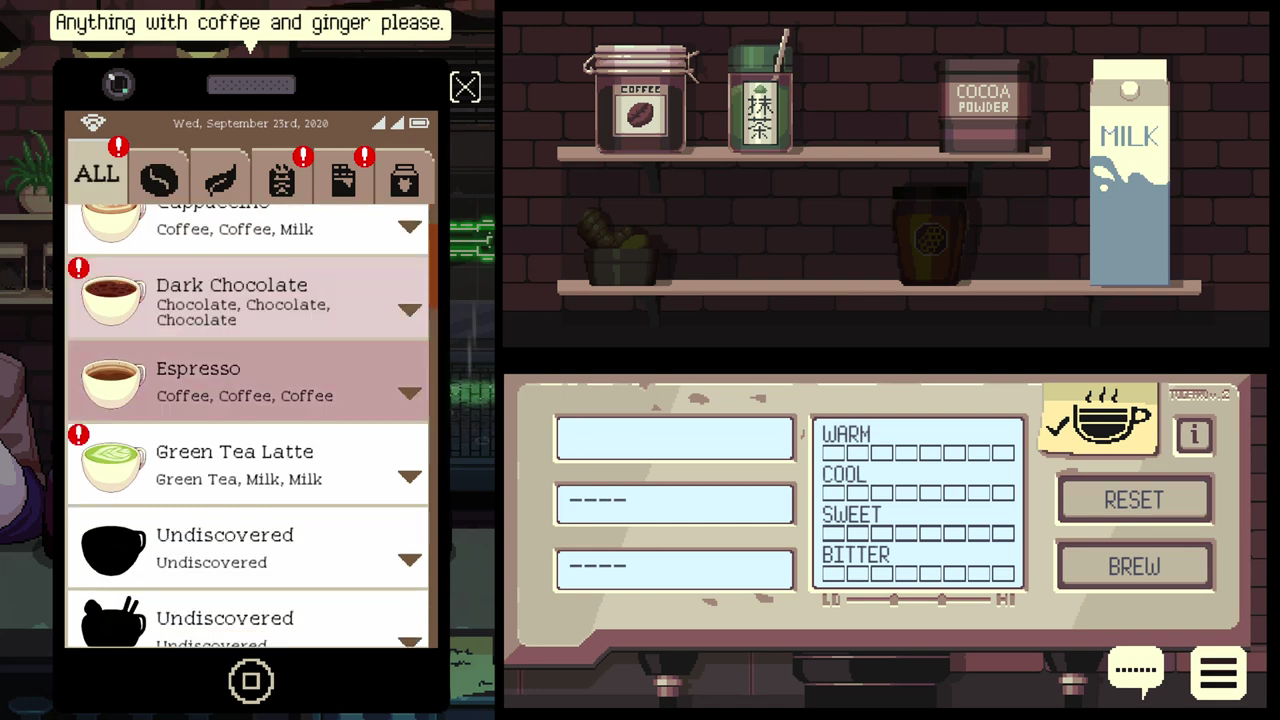 Anything with coffee and ginger please.
Wed, September 23rd, 2020
ALL
Cappuccino
Coffee, Coffee, Milk
Dark Chocolate
Chocolate, Chocolate,
Chocolate
Espresso
Coffee, Coffee, Coffee
Green Tea Latte
Green Tea, Milk, Milk
Undiscovered
Undiscovered
Undiscovered
Undiscovered
COFFEE
抹
茶
COCOA
POWDER
MILK
----
----
WARM
COOL
SWEET
BITTER
LO
HI
i
RESET
BREW